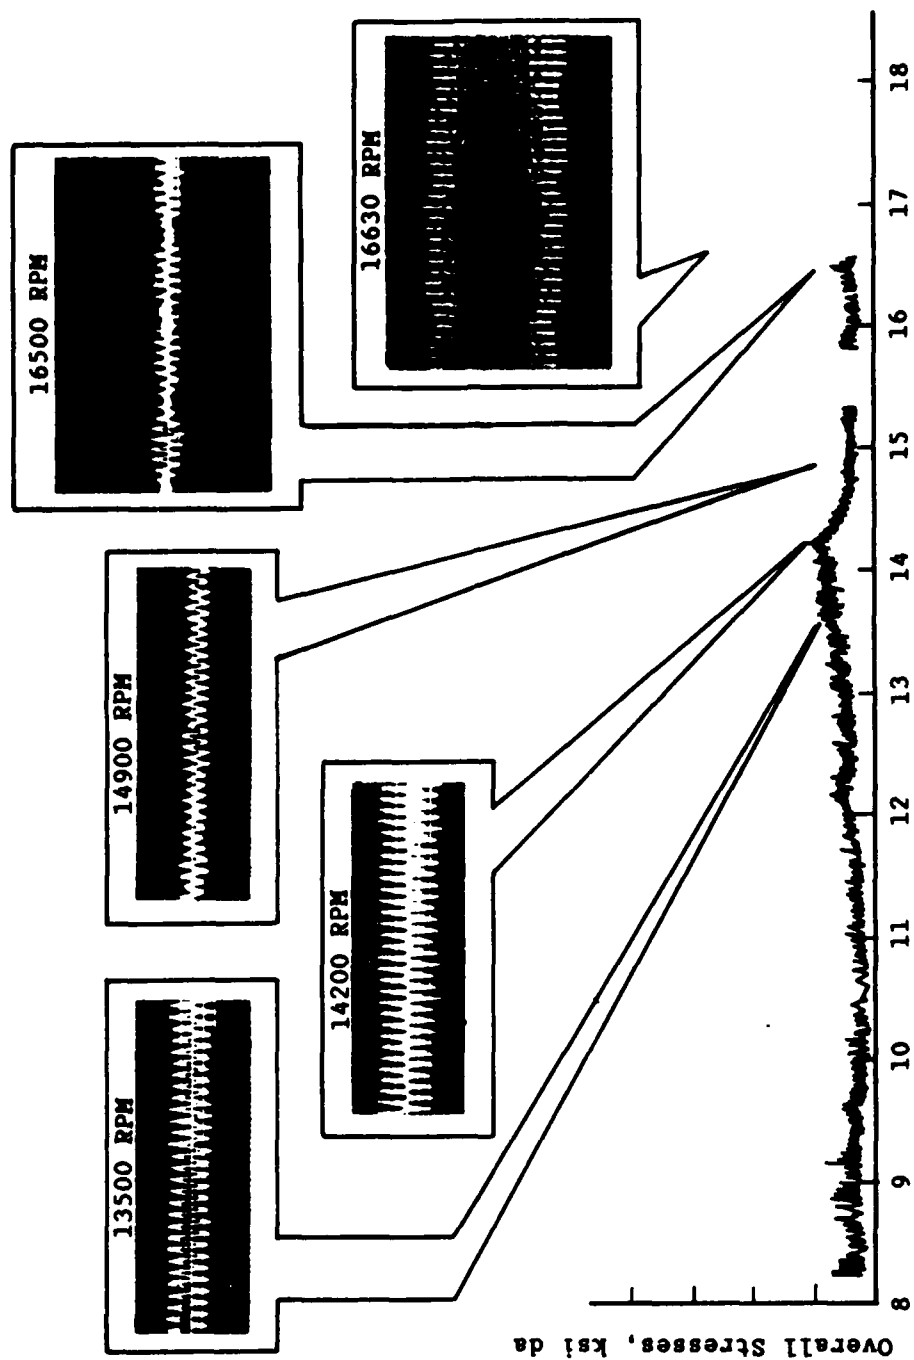 13500 RPM
14200 RPM
14900 RPM
16500 RPM
16630 RPM
Overall Stresses, ksi da
8 9 10 11 12 13 14 15 16 17 18